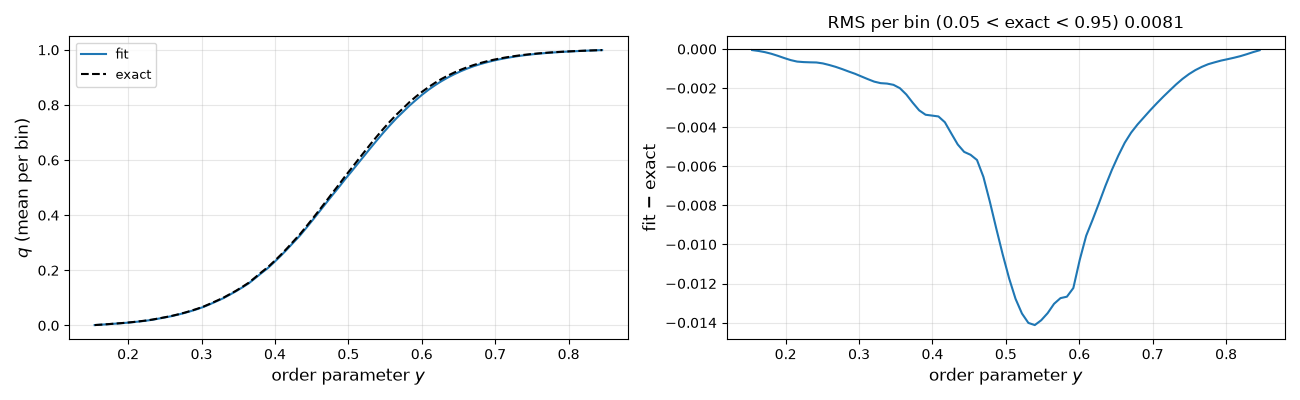 1.0
0.8
0.6
0.4
0.2
0.0
q (mean per bin)
fit
exact
0.2 0.3 0.4 0.5 0.6 0.7 0.8
order parameter y
RMS per bin (0.05 < exact < 0.95) 0.0081
0.000
−0.002
−0.004
−0.006
−0.008
−0.010
−0.012
−0.014
fit − exact
0.2 0.3 0.4 0.5 0.6 0.7 0.8
order parameter y